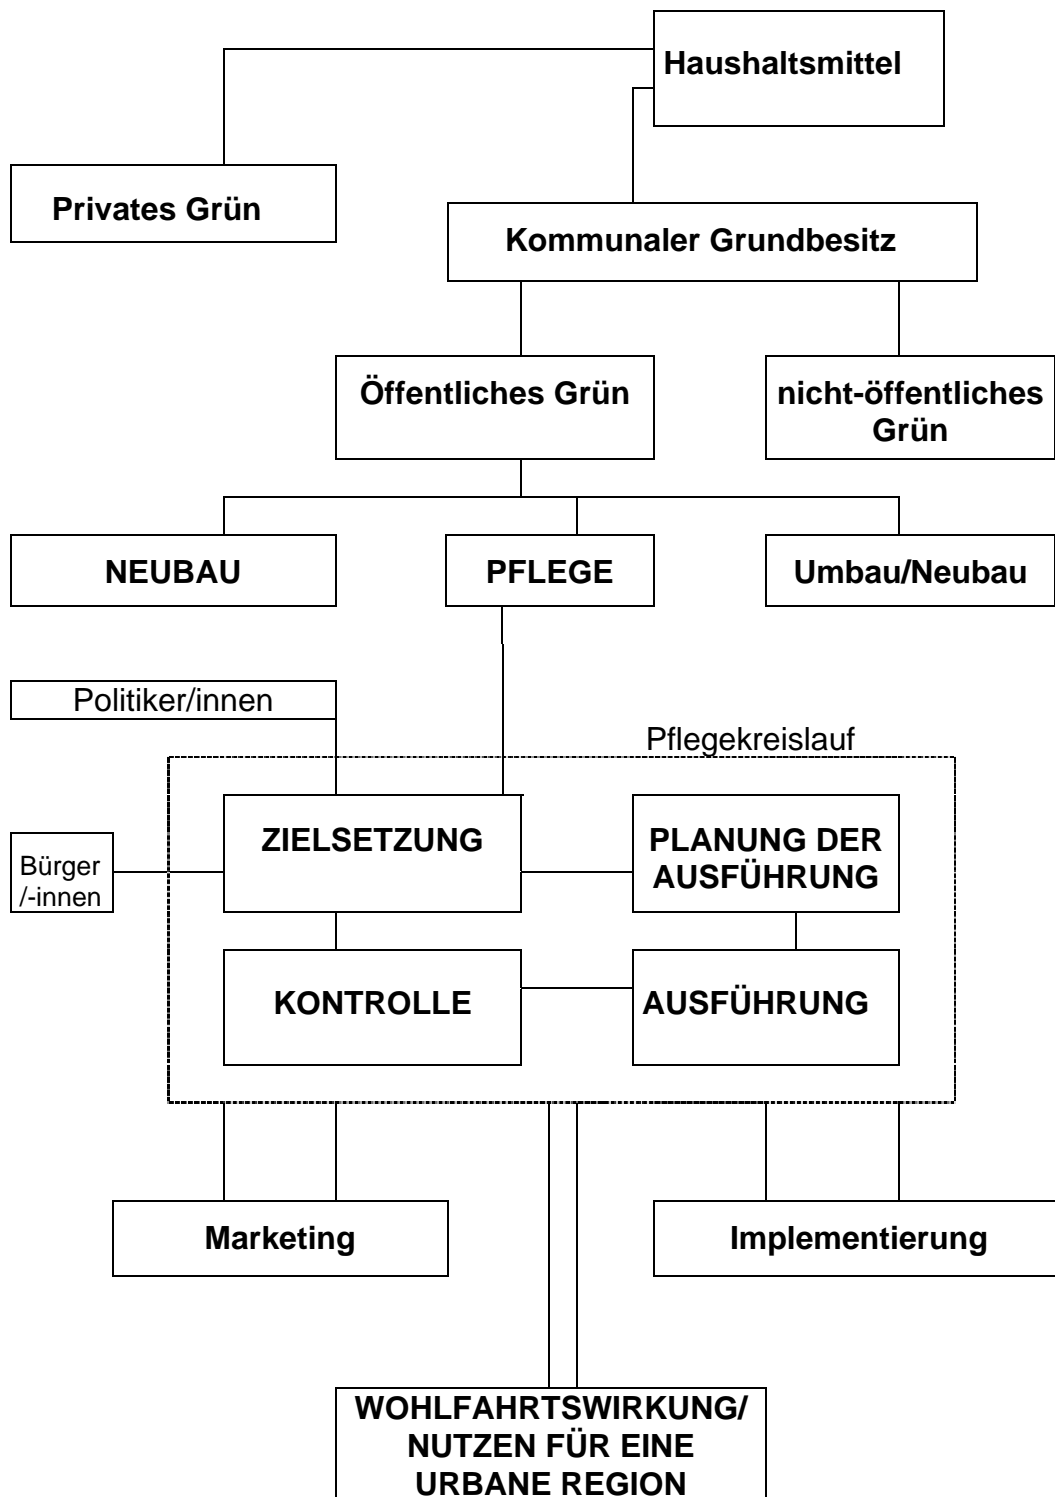 Haushaltsmittel
Privates Grün
Kommunaler Grundbesitz
Öffentliches Grün
nicht-öffentliches
Grün
NEUBAU
PFLEGE
Umbau/Neubau
Politiker/innen
Pflegekreislauf
ZIELSETZUNG
PLANUNG DER
AUSFÜHRUNG
Bürger
/-innen
KONTROLLE
AUSFÜHRUNG
Marketing
Implementierung
WOHLFAHRTSWIRKUNG/
NUTZEN FÜR EINE
URBANE REGION